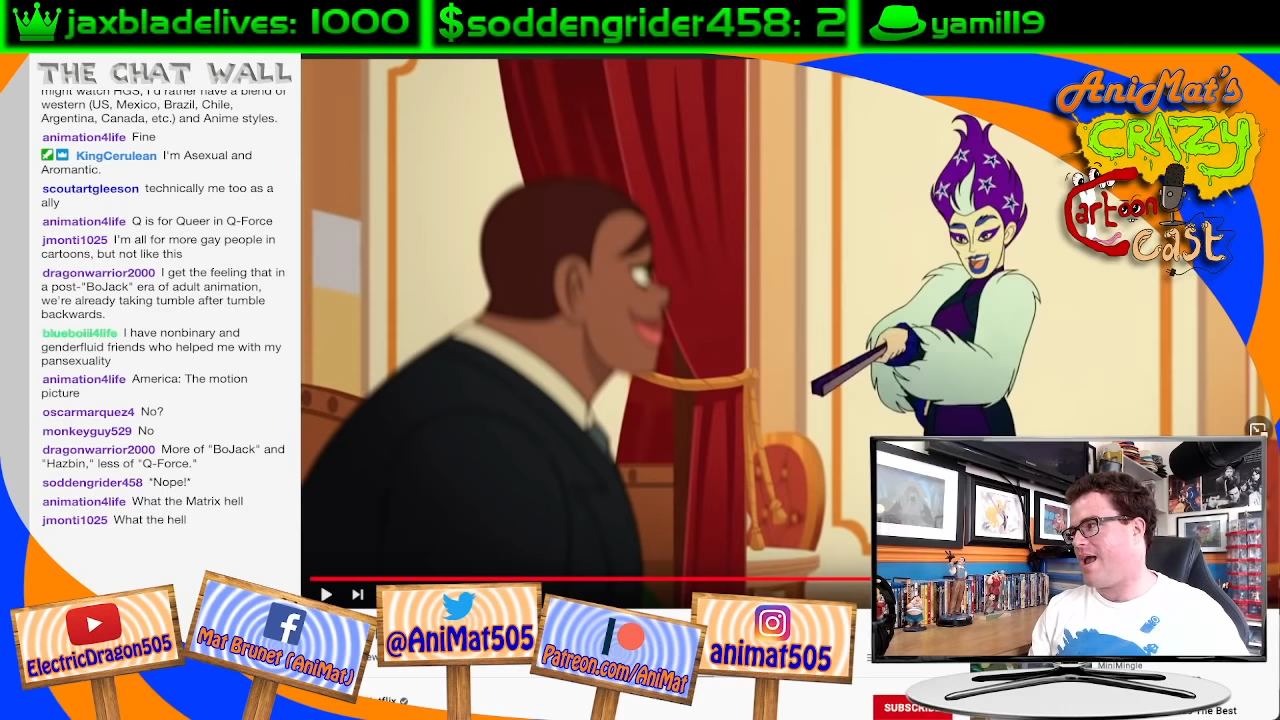 jaxbladelives: 1000
$soddengrider458: 2
yamil19
THE CHAT WALL
might watch HGS, I'd rather have a blend of
western (US, Mexico, Brazil, Chile,
Argentina, Canada, etc.) and Anime styles.
animation4life Fine
KingCerulean I'm Asexual and
Aromantic.
scoutartgleeson technically me too as a
ally
animation4life Q is for Queer in Q-Force
jmonti1025 I'm all for more gay people in
cartoons, but not like this
dragonwarrior2000 I get the feeling that in
a post-"BoJack" era of adult animation,
we're already taking tumble after tumble
backwards.
blueboiii4life I have nonbinary and
genderfluid friends who helped me with my
pansexuality
animation4life America: The motion
picture
oscarmarquez4 No?
monkeyguy529 No
dragonwarrior2000 More of "BoJack" and
"Hazbin," less of "Q-Force."
soddengrider458 *Nope!*
animation4life What the Matrix hell
jmonti1025 What the hell
AniMat's
CRAZY
Cartoon
Cast
ElectricDragon505
Mat Brunet (AniMat)
@AniMat505
Patreon.com/AniMat
animat505
MiniMingle
SUBSCRIB
The Best